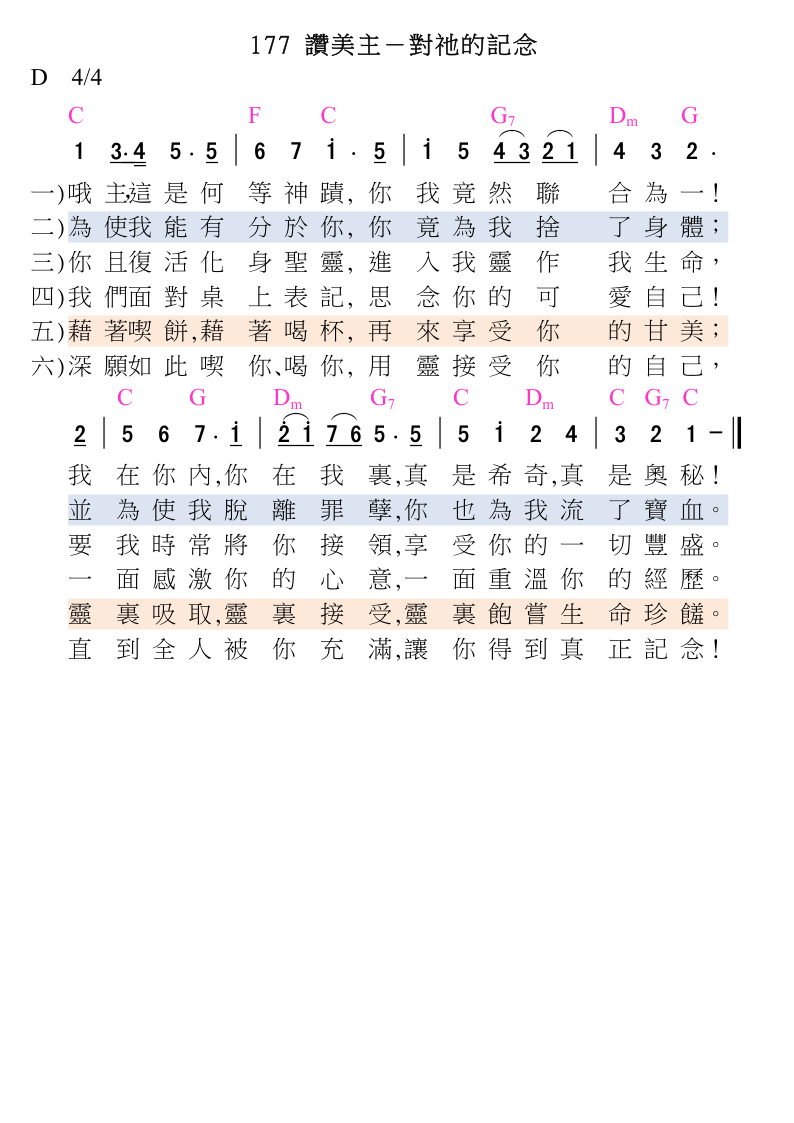 177 讚美主－對祂的記念
D 4/4
C F C G7 Dm G
1 3· 4 5 · 5 | 6 7 i · 5 | i 5 4 3 2 1 | 4 3 2 ·
一)哦 主,這 是 何 等 神 蹟, 你 我 竟 然 聯 合 為 一!
二)為 使我 能 有 分 於 你, 你 竟 為 我 捨 了 身 體；
三)你 且復 活 化 身 聖 靈, 進 入 我 靈 作 我 生 命，
四)我 們面 對 桌 上 表 記, 思 念 你 的 可 愛 自 己!
五)藉 著喫 餅,藉 著 喝 杯, 再 來 享 受 你 的 甘 美；
六)深 願如 此 喫 你、喝 你, 用 靈 接 受 你 的 自 己，
C G Dm G7 C Dm C G7 C
2 | 5 6 7 · i | 2̇ i 7 6 5 · 5 | 5 i 2 4 | 3 2 1 – ||
我 在 你 內,你 在 我 裏,真 是 希 奇,真 是 奧 秘!
並 為 使 我 脫 離 罪 孽,你 也 為 我 流 了 寶 血。
要 我 時 常 將 你 接 領,享 受 你 的 一 切 豐 盛。
一 面 感 激 你 的 心 意,一 面 重 溫 你 的 經 歷。
靈 裏 吸 取,靈 裏 接 受,靈 裏 飽 嘗 生 命 珍 饈。
直 到 全 人 被 你 充 滿,讓 你 得 到 真 正 記 念!